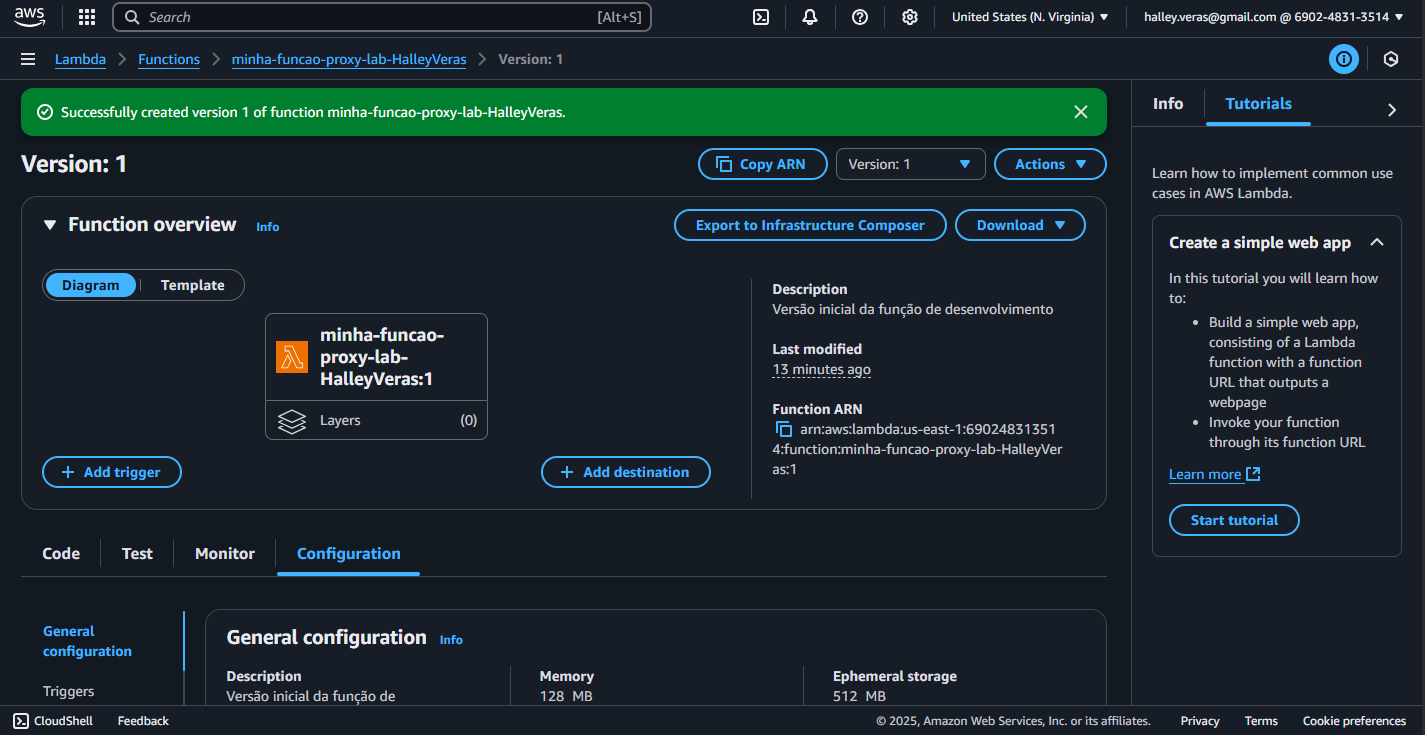 aws
Search
[Alt+S]
United States (N. Virginia)
halley.veras@gmail.com @ 6902-4831-3514
Lambda
Functions
minha-funcao-proxy-lab-HalleyVeras
Version: 1
Successfully created version 1 of function minha-funcao-proxy-lab-HalleyVeras.
Version: 1
Copy ARN
Version: 1
Actions
Function overview
Info
Export to Infrastructure Composer
Download
Diagram
Template
minha-funcao-
proxy-lab-
HalleyVeras:1
Layers
(0)
+ Add trigger
+ Add destination
Description
Versão inicial da função de desenvolvimento
Last modified
13 minutes ago
Function ARN
arn:aws:lambda:us-east-1:69024831351
4:function:minha-funcao-proxy-lab-HalleyVer
as:1
Code
Test
Monitor
Configuration
General
configuration
Triggers
General configuration
Info
Description
Versão inicial da função de
Memory
128 MB
Ephemeral storage
512 MB
Info
Tutorials
Learn how to implement common use
cases in AWS Lambda.
Create a simple web app
In this tutorial you will learn how
to:
• Build a simple web app,
consisting of a Lambda
function with a function
URL that outputs a
webpage
• Invoke your function
through its function URL
Learn more
Start tutorial
CloudShell
Feedback
© 2025, Amazon Web Services, Inc. or its affiliates.
Privacy
Terms
Cookie preferences